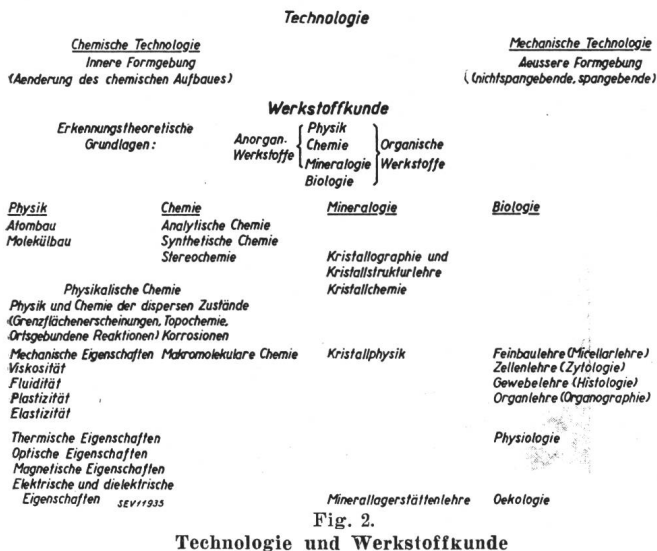 Technologie
Chemische Technologie
Innere Formgebung
(Aenderung des chemischen Aufbaues)
Mechanische Technologie
Aeussere Formgebung
(nichtspangebende, spangebende)
Werkstoffkunde
Erkennungstheoretische
Grundlagen:
Anorgan.
Werkstoffe
Physik
Chemie
Mineralogie
Biologie
Organische
Werkstoffe
Physik
Atombau
Molekülbau
Chemie
Analytische Chemie
Synthetische Chemie
Stereochemie
Mineralogie
Kristallographie und
Kristallstrukturlehre
Kristallchemie
Biologie
Physikalische Chemie
Physik und Chemie der dispersen Zustände
(Grenzflächenerscheinungen, Topochemie,
Ortsgebundene Reaktionen) Korrosionen
Mechanische Eigenschaften
Viskosität
Fluidität
Plastizität
Elastizität
Makromolekulare Chemie
Kristallphysik
Feinbaulehre (Micellarlehre)
Zellenlehre (Zytologie)
Gewebelehre (Histologie)
Organlehre (Organographie)
Thermische Eigenschaften
Optische Eigenschaften
Magnetische Eigenschaften
Elektrische und dielektrische
Eigenschaften
SEV11935
Physiologie
Minerallagerstättenlehre
Oekologie
Fig. 2.
Technologie und Werkstoffkunde